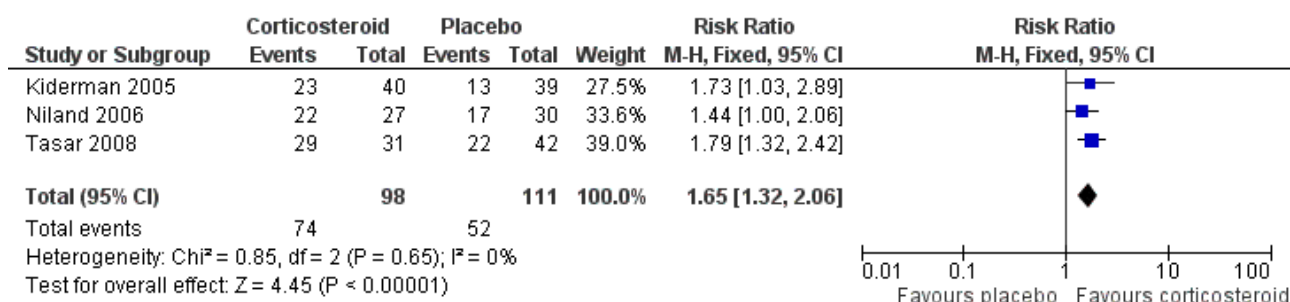 Corticosteroid Placebo Risk Ratio Risk Ratio
Study or Subgroup Events Total Events Total Weight M-H, Fixed, 95% CI M-H, Fixed, 95% CI
Kiderman 2005 23 40 13 39 27.5% 1.73 [1.03, 2.89]
Niland 2006 22 27 17 30 33.6% 1.44 [1.00, 2.06]
Tasar 2008 29 31 22 42 39.0% 1.79 [1.32, 2.42]
Total (95% CI) 98 111 100.0% 1.65 [1.32, 2.06]
Total events 74 52
Heterogeneity: Chi² = 0.85, df = 2 (P = 0.65); I² = 0%
Test for overall effect: Z = 4.45 (P < 0.00001)
0.01 0.1 1 10 100
Favours placebo Favours corticosteroid